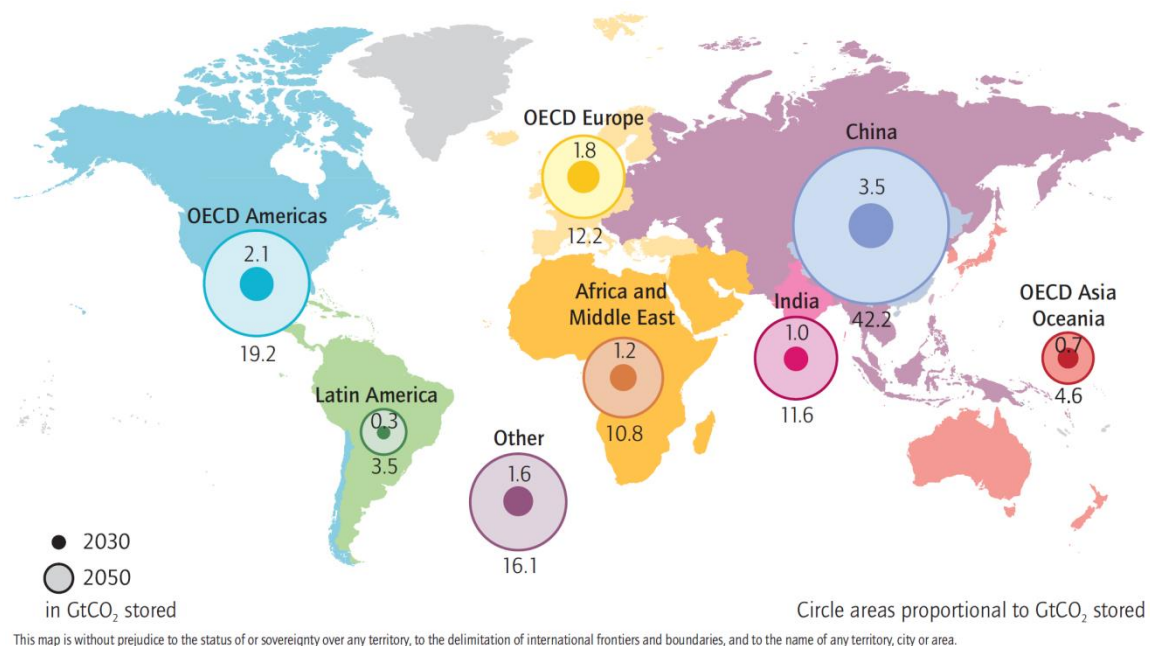 OECD Europe
1.8
12.2
China
3.5
42.2
OECD Americas
2.1
19.2
Africa and
Middle East
1.2
10.8
India
1.0
11.6
OECD Asia
Oceania
0.7
4.6
Latin America
0.3
3.5
Other
1.6
16.1
2030
2050
in GtCO₂ stored
Circle areas proportional to GtCO₂ stored
This map is without prejudice to the status of or sovereignty over any territory, to the delimitation of international frontiers and boundaries, and to the name of any territory, city or area.